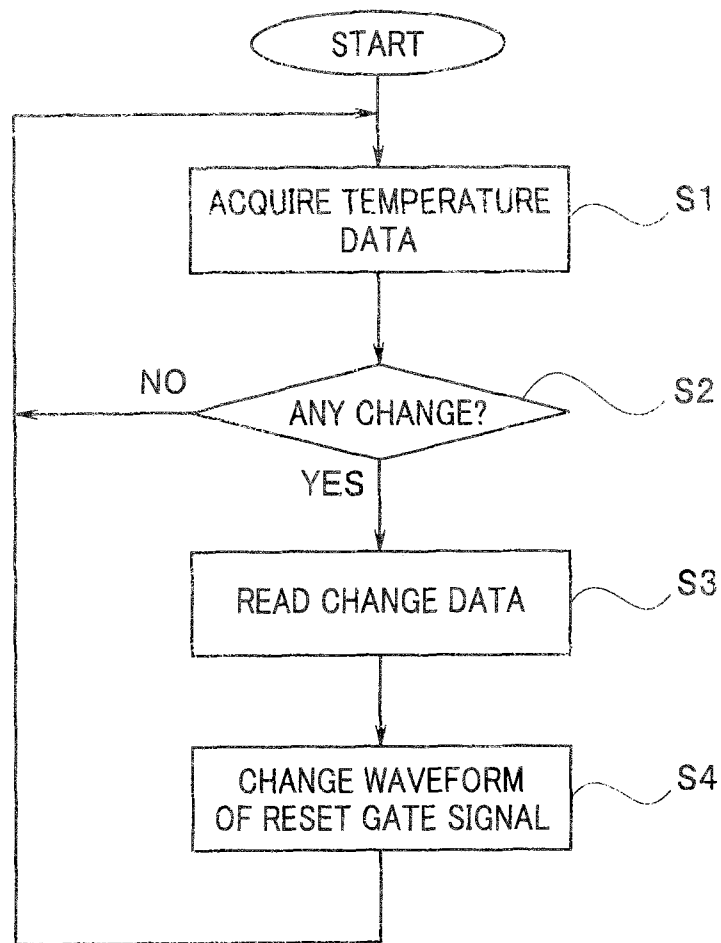 START
ACQUIRE TEMPERATURE
DATA
S1
ANY CHANGE?
S2
NO
YES
READ CHANGE DATA
S3
CHANGE WAVEFORM
OF RESET GATE SIGNAL
S4